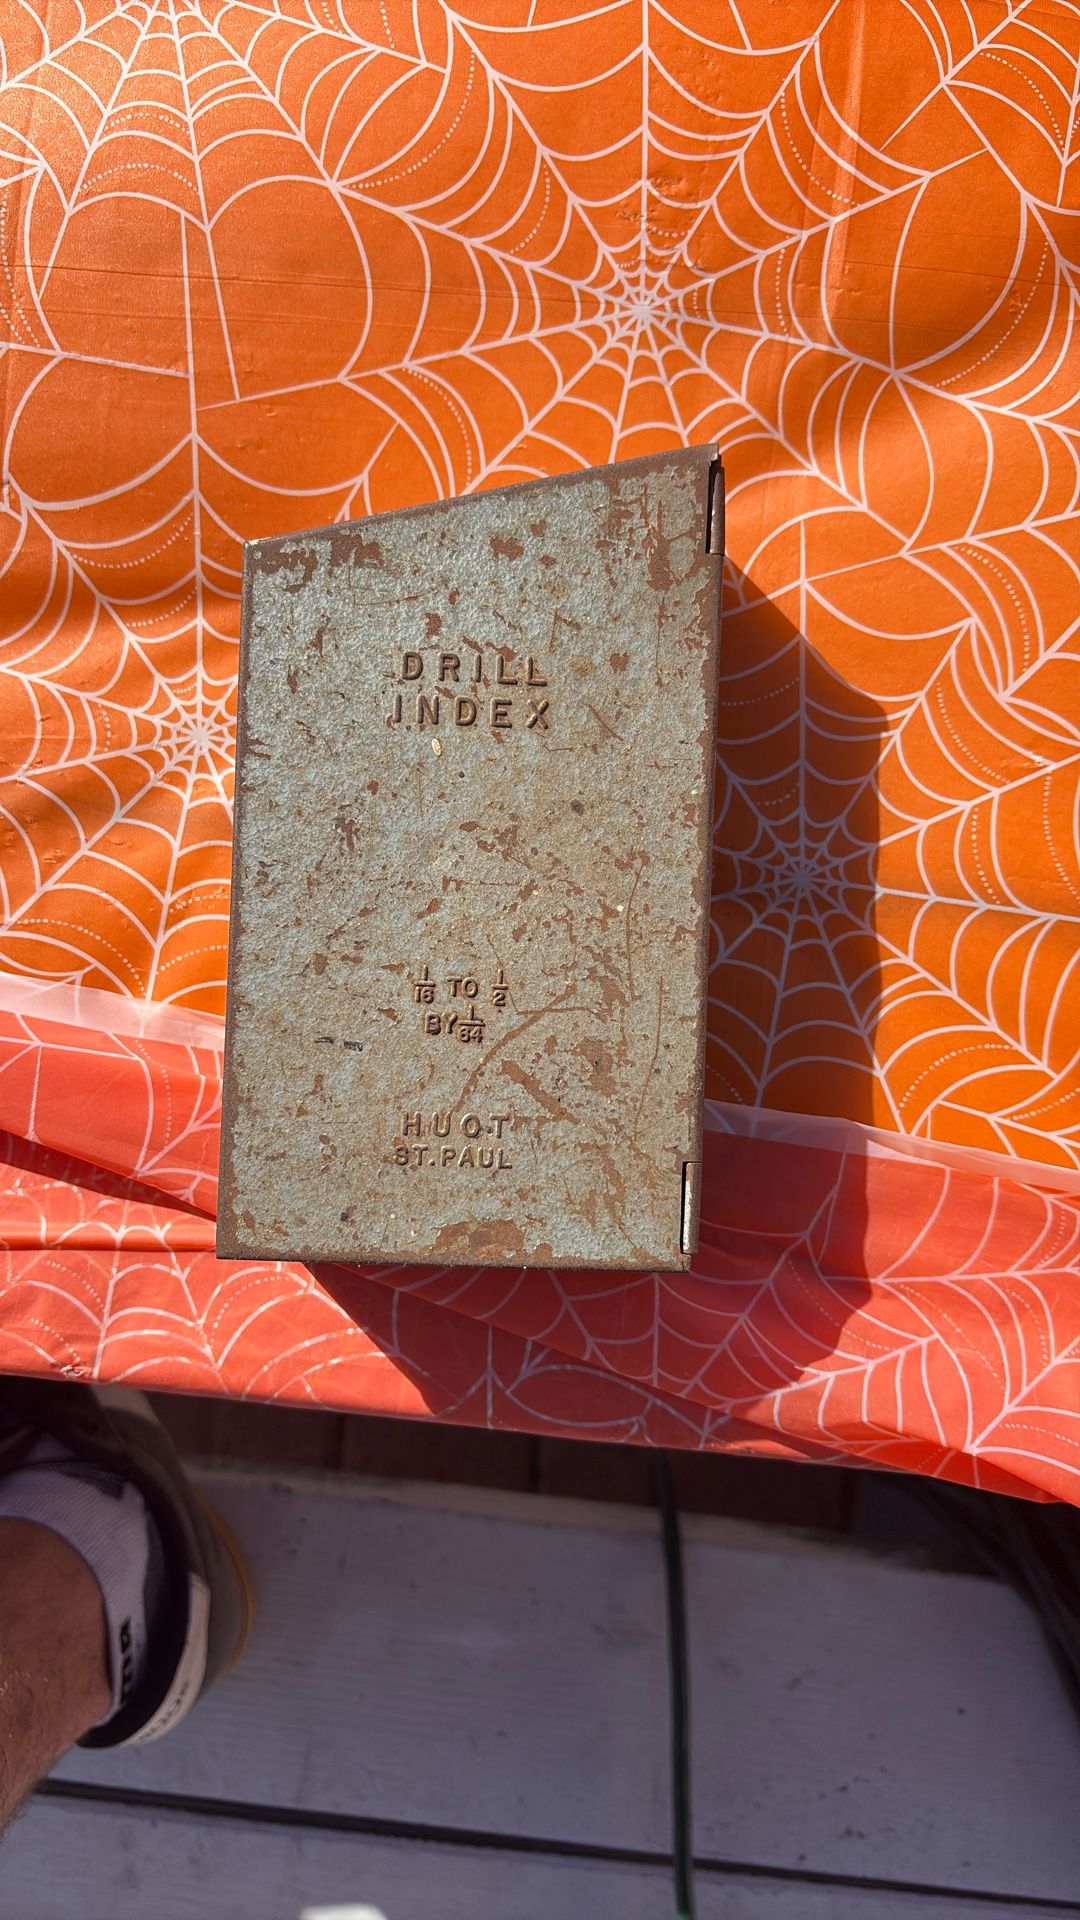 DRILL
INDEX
1/16 TO 1/2
BY 1/64
HUOT
ST. PAUL